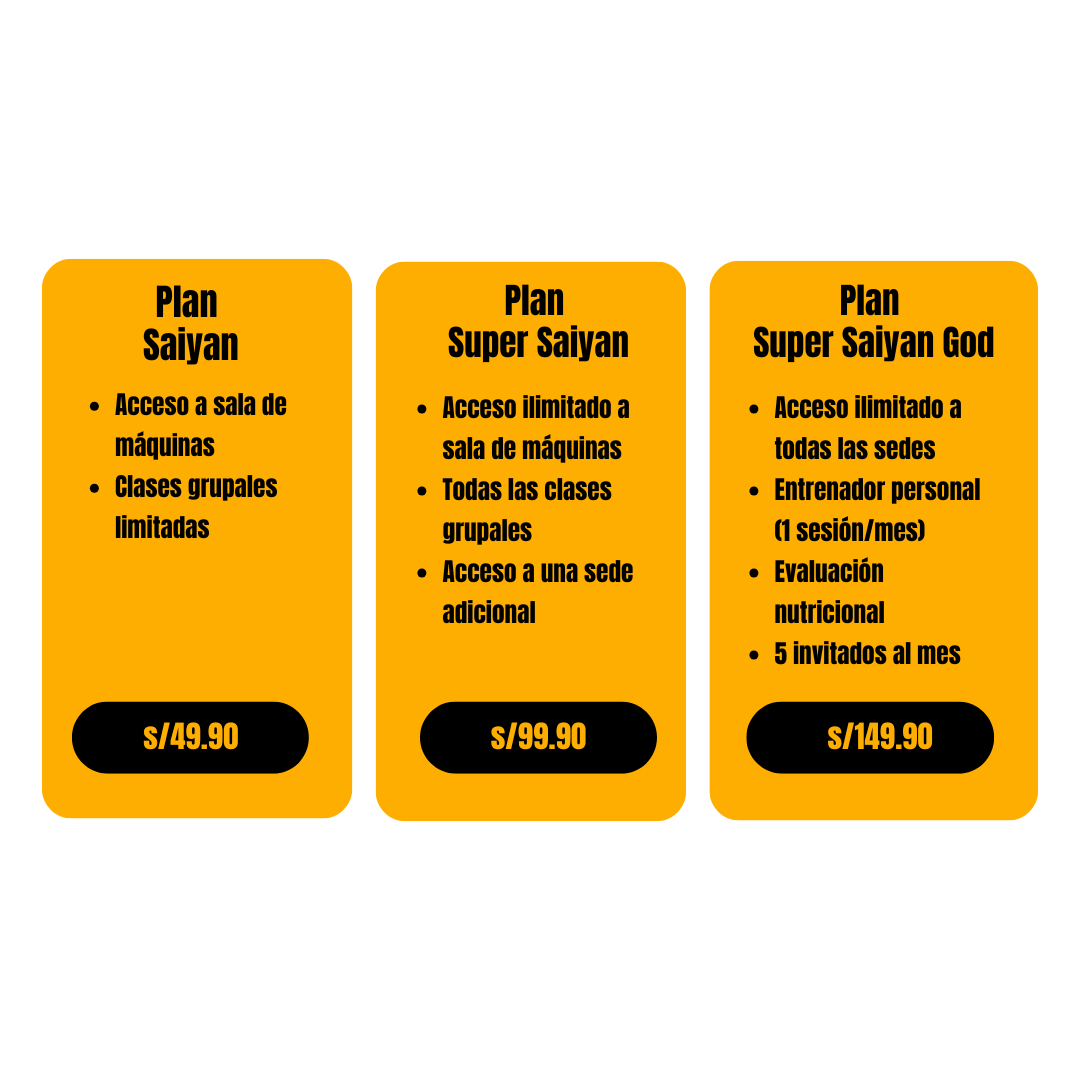 Plan
Saiyan
• Acceso a sala de
máquinas
• Clases grupales
limitadas
s/49.90
Plan
Super Saiyan
• Acceso ilimitado a
sala de máquinas
• Todas las clases
grupales
• Acceso a una sede
adicional
s/99.90
Plan
Super Saiyan God
• Acceso ilimitado a
todas las sedes
• Entrenador personal
(1 sesión/mes)
• Evaluación
nutricional
• 5 invitados al mes
s/149.90